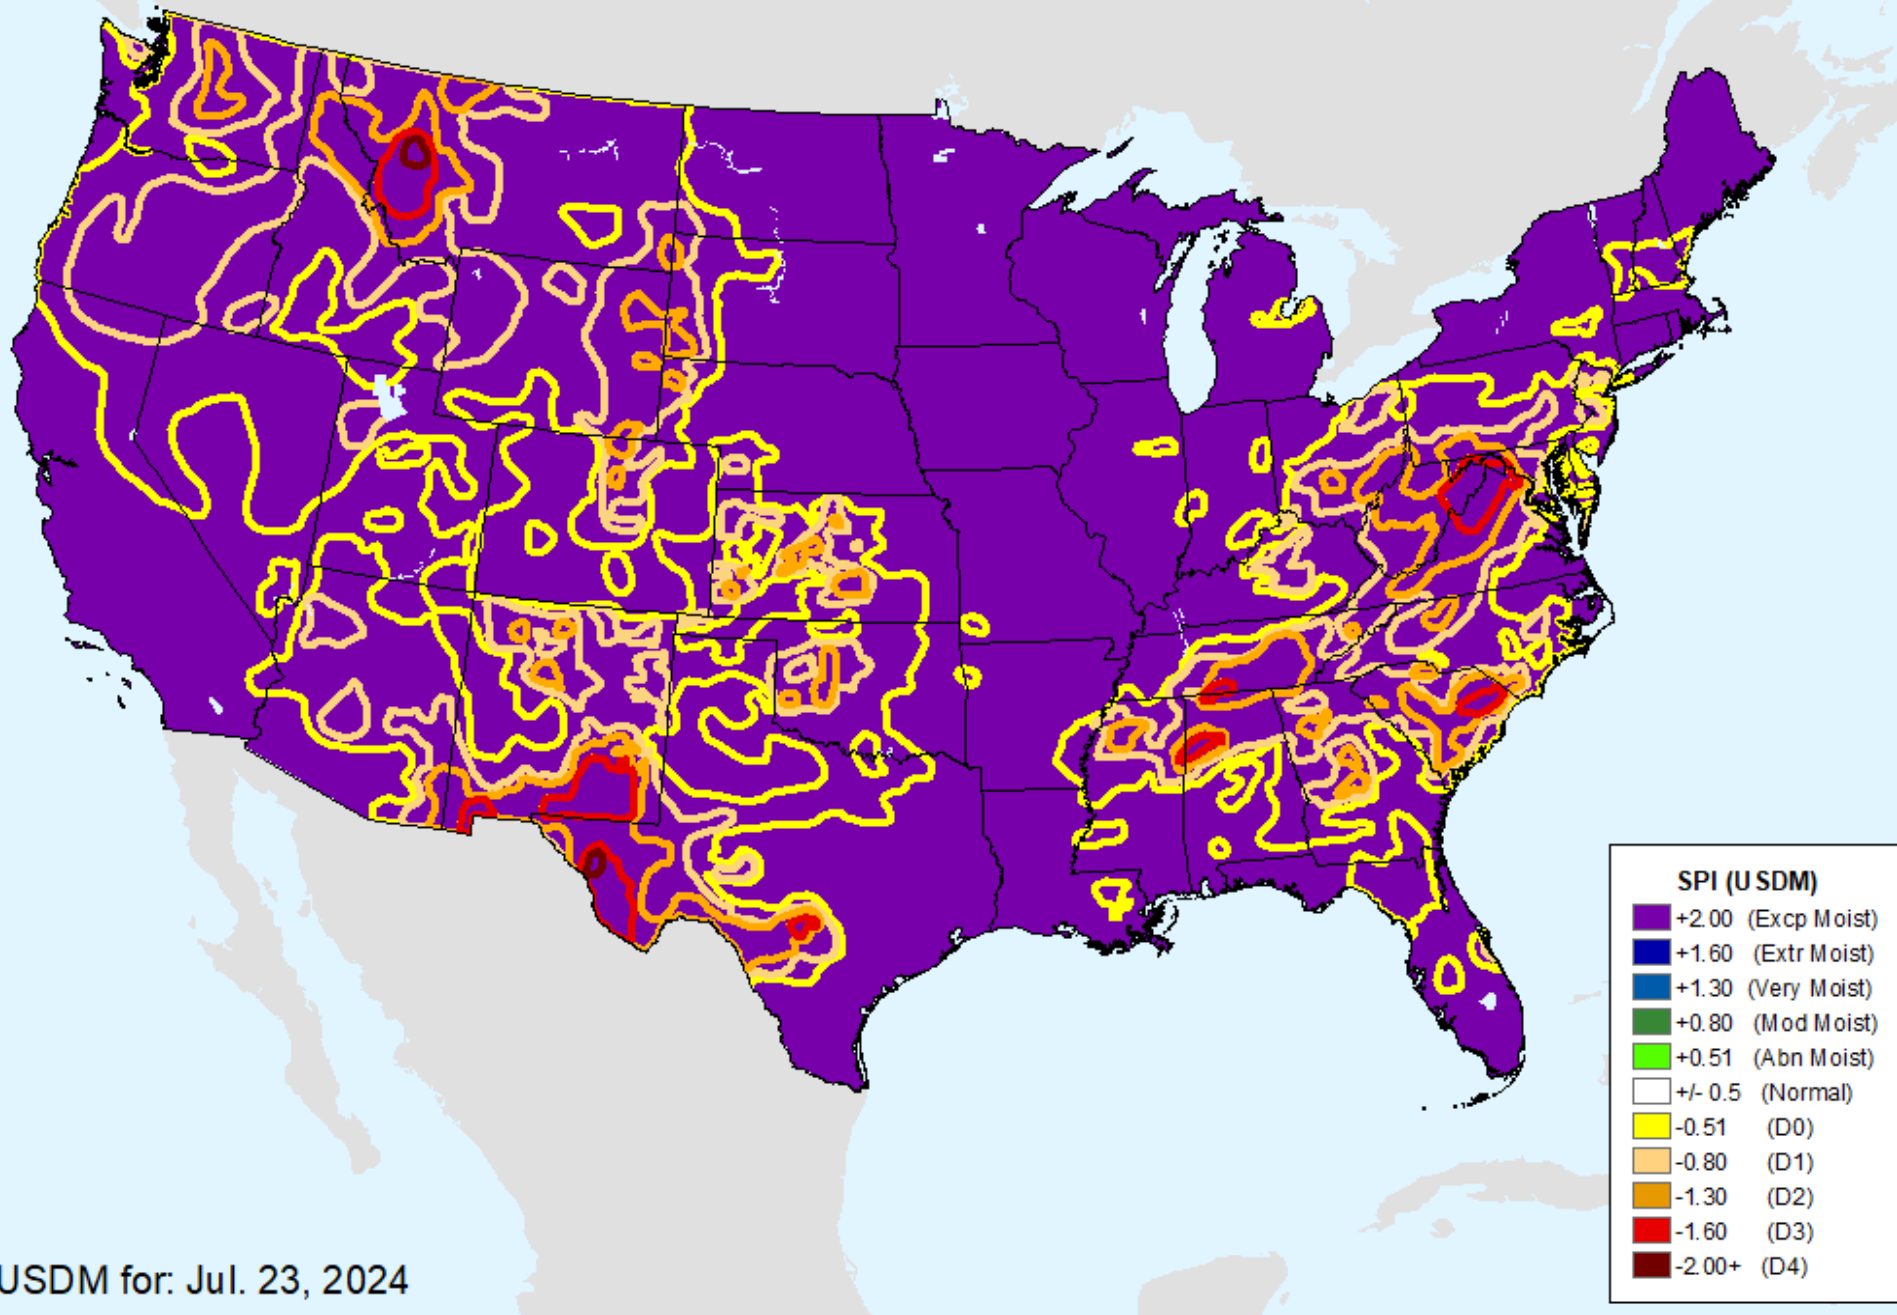 SPI (USDM)
+2.00 (Excp Moist)
+1.60 (Extr Moist)
+1.30 (Very Moist)
+0.80 (Mod Moist)
+0.51 (Abn Moist)
+/- 0.5 (Normal)
-0.51 (D0)
-0.80 (D1)
-1.30 (D2)
-1.60 (D3)
-2.00+ (D4)
USDM for: Jul. 23, 2024